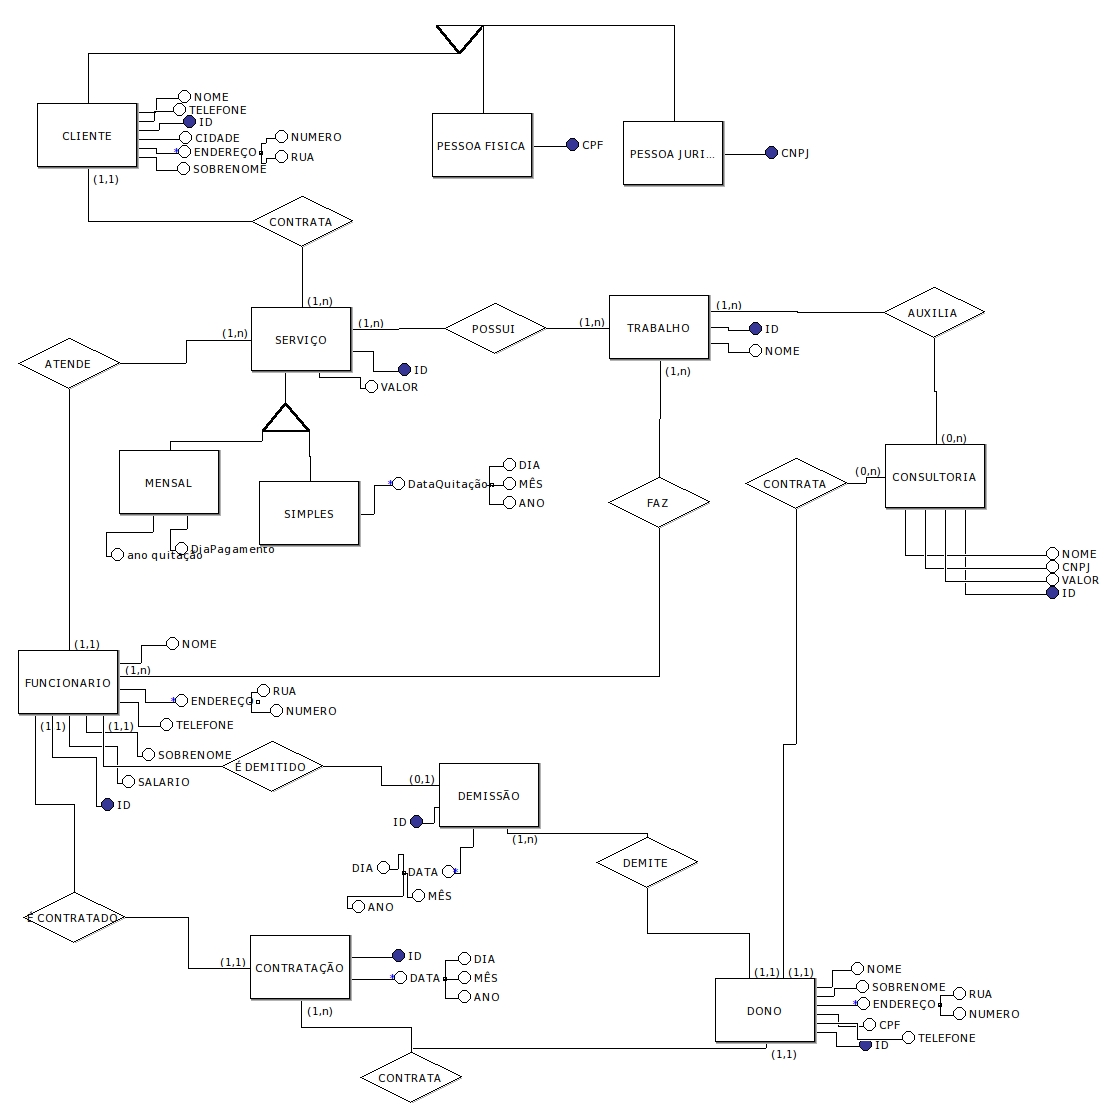 NOME
TELEFONE
ID
CLIENTE
CIDADE
NUMERO
* ENDEREÇO
RUA
SOBRENOME
(1,1)
PESSOA FISICA
CPF
PESSOA JURI...
CNPJ
CONTRATA
(1,n)
(1,n)
(1,n)
SERVIÇO
ID
VALOR
POSSUI
(1,n)
TRABALHO
(1,n)
ID
NOME
(1,n)
AUXILIA
ATENDE
(0,n)
(0,n)
CONSULTORIA
CONTRATA
NOME
CNPJ
VALOR
ID
MENSAL
ano quitação
DiaPagamento
SIMPLES
* DataQuitação
DIA
MÊS
ANO
FAZ
(1,1)
NOME
(1,n)
FUNCIONARIO
* ENDEREÇO
RUA
NUMERO
TELEFONE
(1,1)
(1,1)
SOBRENOME
SALARIO
ID
É DEMITIDO
(0,1)
DEMISSÃO
ID
(1,n)
DATA *
DIA
MÊS
ANO
DEMITE
É CONTRATADO
(1,1)
CONTRATAÇÃO
ID
* DATA
DIA
MÊS
ANO
(1,n)
CONTRATA
(1,1)
(1,1)
DONO
NOME
SOBRENOME
* ENDEREÇO
RUA
NUMERO
CPF
TELEFONE
ID
(1,1)